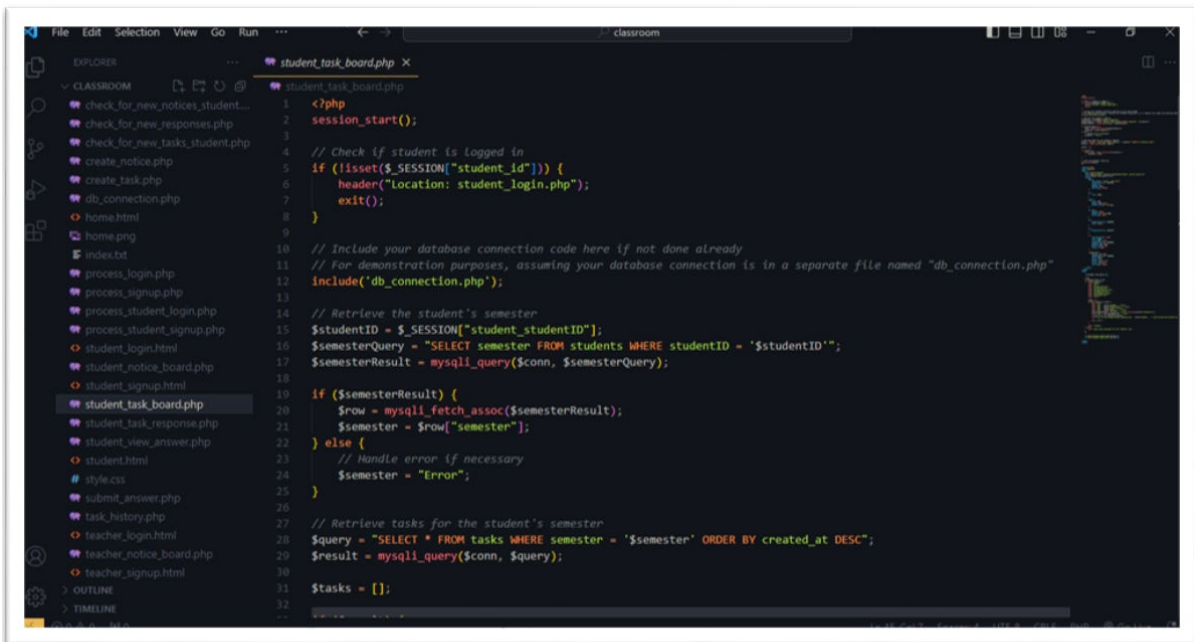 File Edit Selection View Go Run ... classroom
EXPLORER ...
CLASSROOM
check_for_new_notices_student...
check_for_new_responses.php
check_for_new_tasks_student.php
create_notice.php
create_task.php
db_connection.php
home.html
home.png
index.txt
process_login.php
process_signup.php
process_student_login.php
process_student_signup.php
student_login.html
student_notice_board.php
student_signup.html
student_task_board.php
student_task_response.php
student_view_answer.php
student.html
style.css
submit_answer.php
task_history.php
teacher_login.html
teacher_notice_board.php
teacher_signup.html
OUTLINE
TIMELINE
student_task_board.php
student_task_board.php
1 <?php
2 session_start();
3
4 // Check if student is logged in
5 if (!isset($_SESSION["student_id"])) {
6 header("Location: student_login.php");
7 exit();
8 }
9
10 // Include your database connection code here if not done already
11 // For demonstration purposes, assuming your database connection is in a separate file named "db_connection.php"
12 include('db_connection.php');
13
14 // Retrieve the student's semester
15 $studentID = $_SESSION["student_studentID"];
16 $semesterQuery = "SELECT semester FROM students WHERE studentID = '$studentID'";
17 $semesterResult = mysqli_query($conn, $semesterQuery);
18
19 if ($semesterResult) {
20 $row = mysqli_fetch_assoc($semesterResult);
21 $semester = $row["semester"];
22 } else {
23 // Handle error if necessary
24 $semester = "Error";
25 }
26
27 // Retrieve tasks for the student's semester
28 $query = "SELECT * FROM tasks WHERE semester = '$semester' ORDER BY created_at DESC";
29 $result = mysqli_query($conn, $query);
30
31 $tasks = [];
32